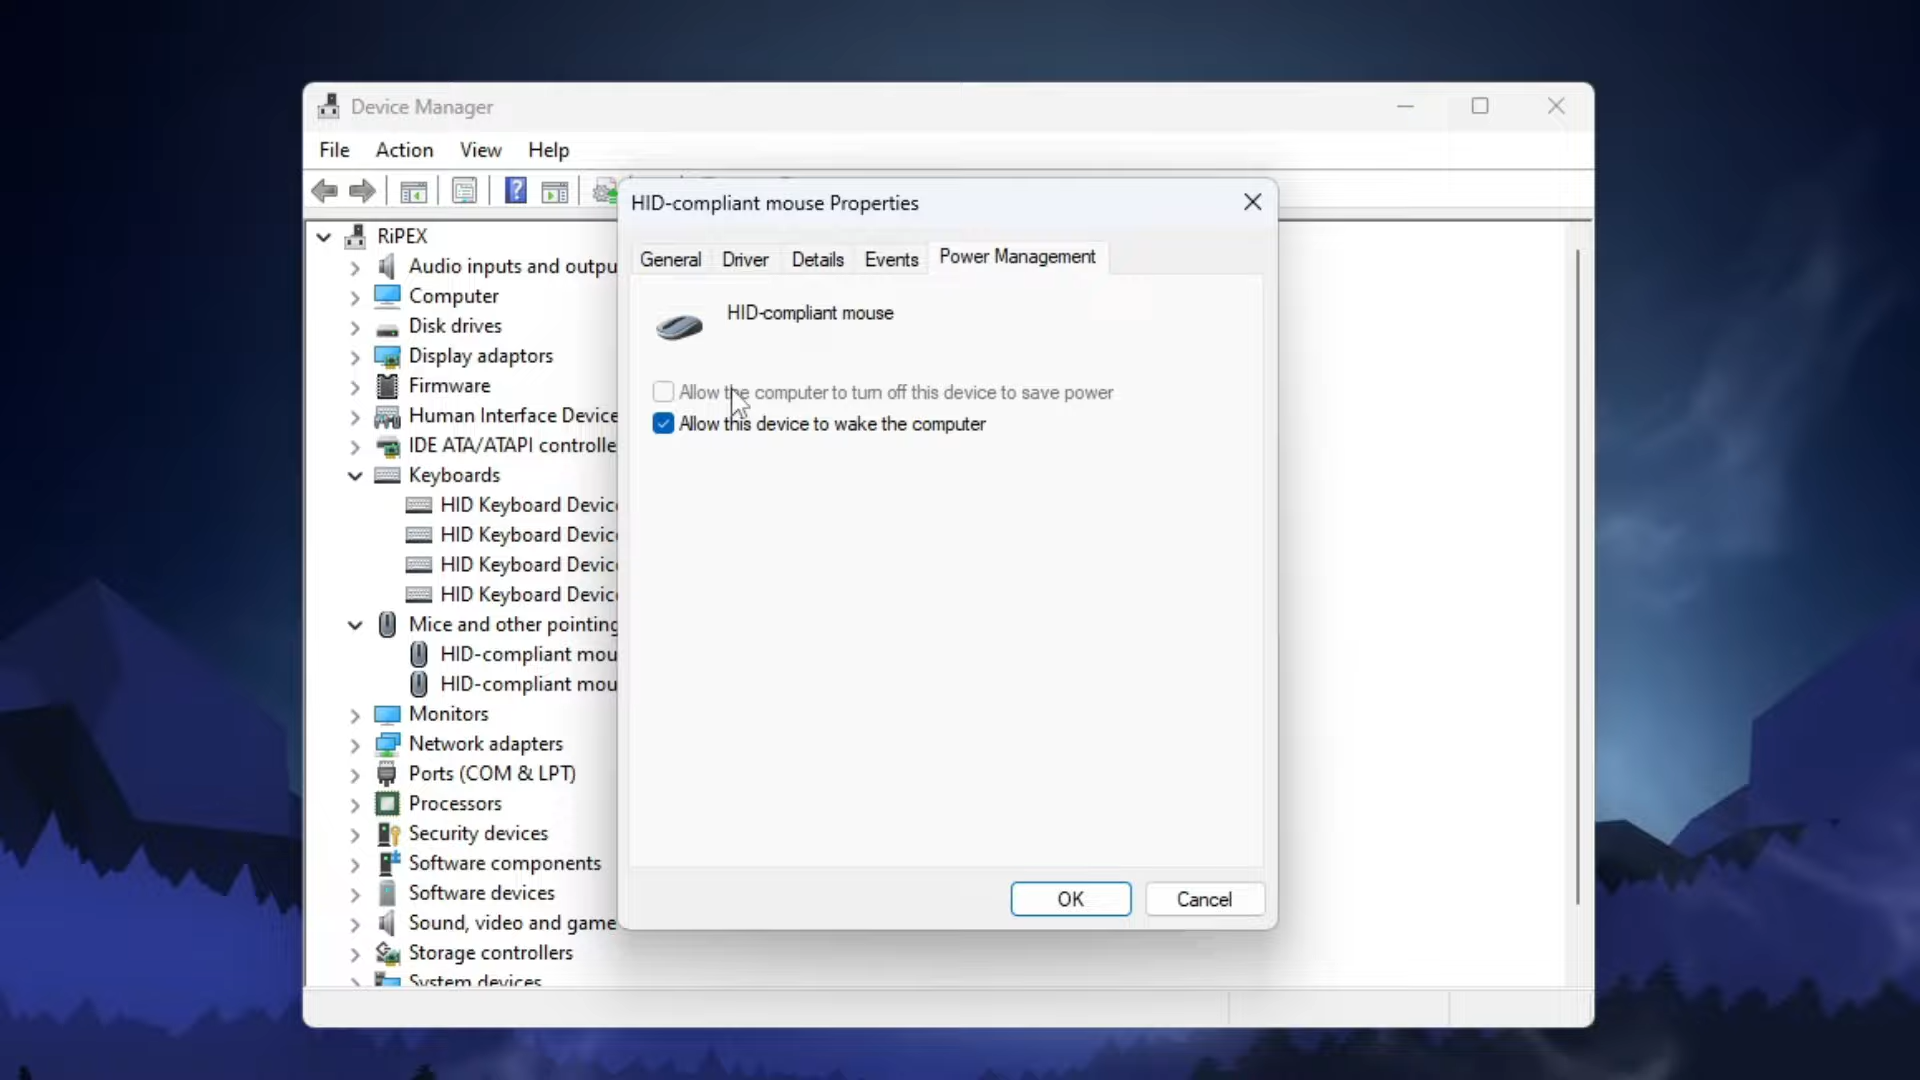 Device Manager
File Action View Help
HID-compliant mouse Properties
RiPEX
General Driver Details Events Power Management
Audio inputs and outpu
Computer
HID-compliant mouse
Disk drives
Display adaptors
Firmware
Allow the computer to turn off this device to save power
Human Interface Device
Allow this device to wake the computer
IDE ATA/ATAPI controlle
Keyboards
HID Keyboard Devic
HID Keyboard Devic
HID Keyboard Devic
HID Keyboard Devic
Mice and other pointing
HID-compliant mou
HID-compliant mou
Monitors
Network adapters
Ports (COM & LPT)
Processors
Security devices
Software components
Software devices
OK Cancel
Sound, video and game
Storage controllers
System devices